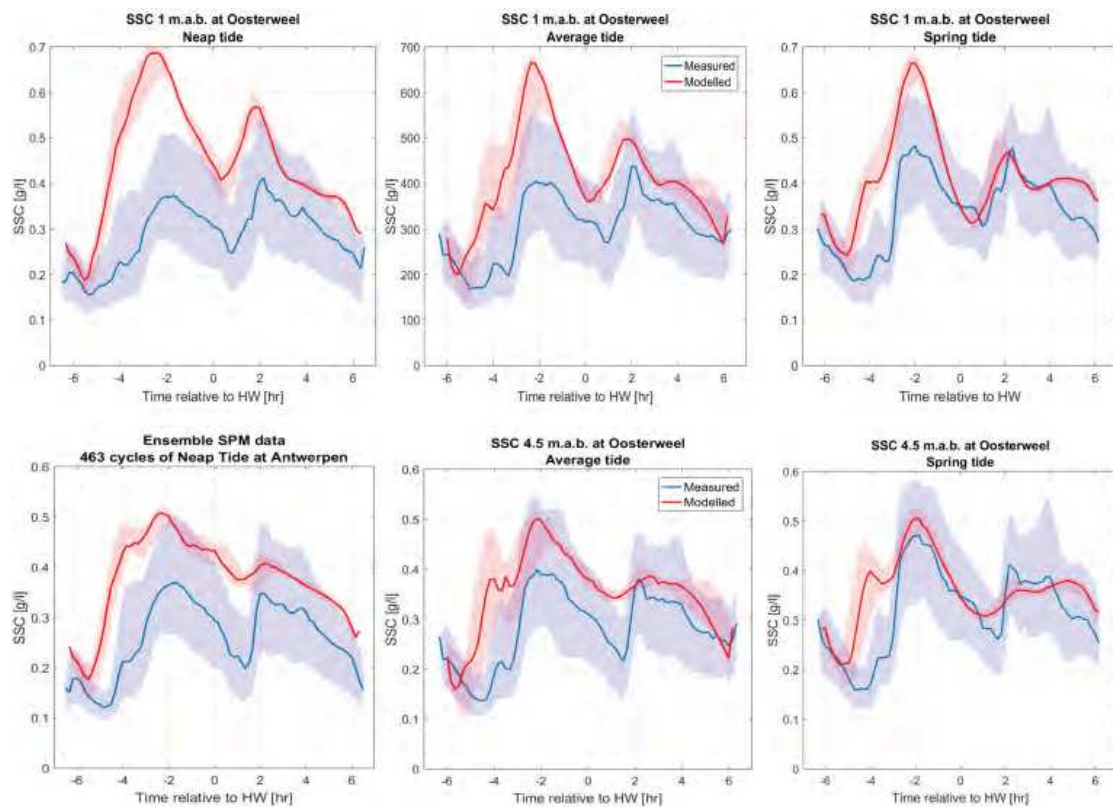 SSC 1 m.a.b. at Oosterweel
Neap tide
SSC [g/l]
0.7
0.6
0.5
0.4
0.3
0.2
0.1
0
-6 -4 -2 0 2 4 6
Time relative to HW [hr]
SSC 1 m.a.b. at Oosterweel
Average tide
Measured
Modelled
SSC [g/l]
700
600
500
400
300
200
100
0
-6 -4 -2 0 2 4 6
Time relative to HW [hr]
SSC 1 m.a.b. at Oosterweel
Spring tide
SSC [g/l]
0.7
0.6
0.5
0.4
0.3
0.2
0.1
0
-6 -4 -2 0 2 4 6
Time relative to HW
Ensemble SPM data
463 cycles of Neap Tide at Antwerpen
SSC [g/l]
0.6
0.5
0.4
0.3
0.2
0.1
0
-6 -4 -2 0 2 4 6
Time relative to HW [hr]
SSC 4.5 m.a.b. at Oosterweel
Average tide
Measured
Modelled
SSC [g/l]
0.6
0.5
0.4
0.3
0.2
0.1
0
-6 -4 -2 0 2 4 6
Time relative to HW [hr]
SSC 4.5 m.a.b. at Oosterweel
Spring tide
SSC [g/l]
0.6
0.5
0.4
0.3
0.2
0.1
0
-6 -4 -2 0 2 4 6
Time relative to HW [hr]